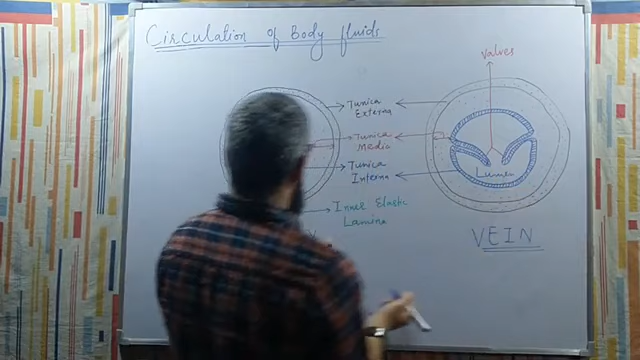 Circulation of Body fluids
valves
Tunica
Externa
Tunica
Media
Tunica
Interna
Lumen
Inner Elastic
Lamina
VEIN